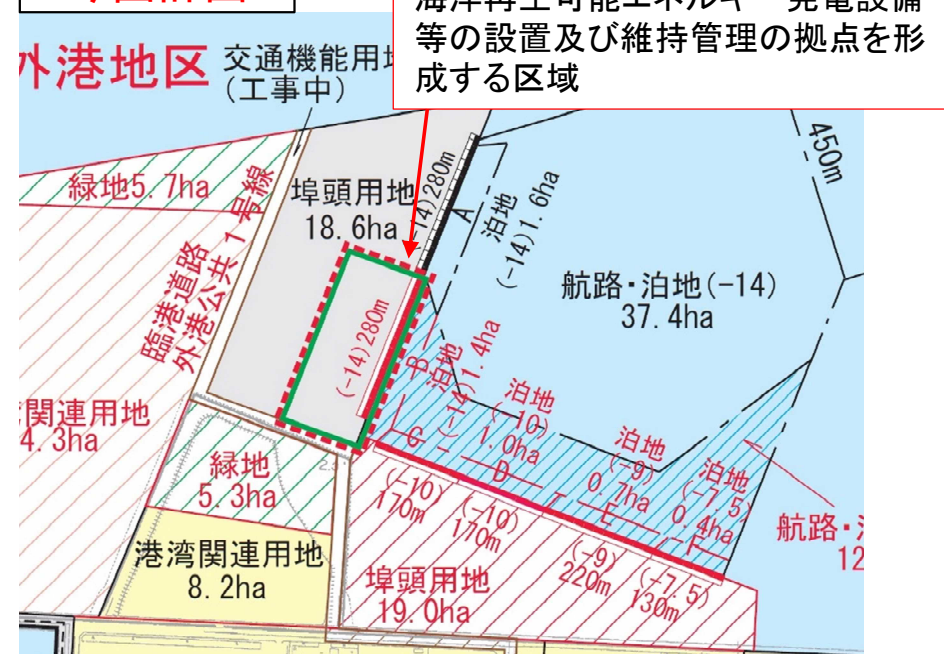 海洋再生可能エネルギー発電設備
等の設置及び維持管理の拠点を形
成する区域
外港地区
交通機能用地
(工事中)
450m
緑地5.7ha
臨港道路
外港公共1号線
埠頭用地
18.6ha
(-14)280m
A
泊地
(-14)1.6ha
航路・泊地(-14)
37.4ha
(-14)280m
B
泊地
(-14)1.4ha
泊地
(-10)
1.0ha
泊地
(-9)
0.7ha
泊地
(-7.5)
0.4ha
C
D
E
F
関連用地
4.3ha
緑地
5.3ha
(-10)
170m
(-10)
170m
(-9)
220m
(-7.5)
130m
航路・
12
港湾関連用地
8.2ha
埠頭用地
19.0ha